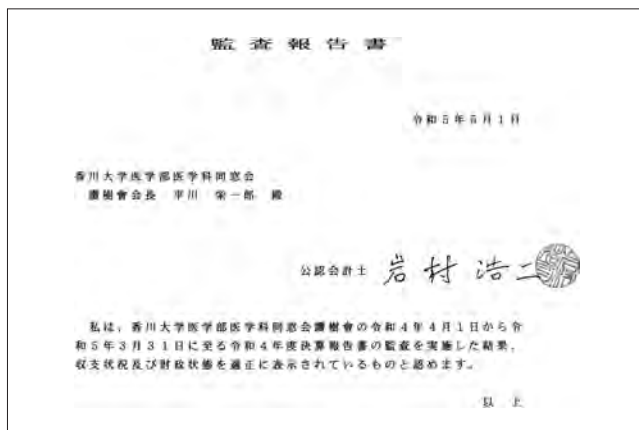 監査報告書
令和5年5月1日
香川大学医学部医学科同窓会
讃樹會会長 平川 栄一郎 殿
公認会計士 岩村浩二
私は、香川大学医学部医学科同窓会讃樹會の令和4年4月1日から令
和5年3月31日に至る令和4年度決算報告書の監査を実施した結果、
収支状況及び財政状態を適正に表示されているものと認めます。
以上